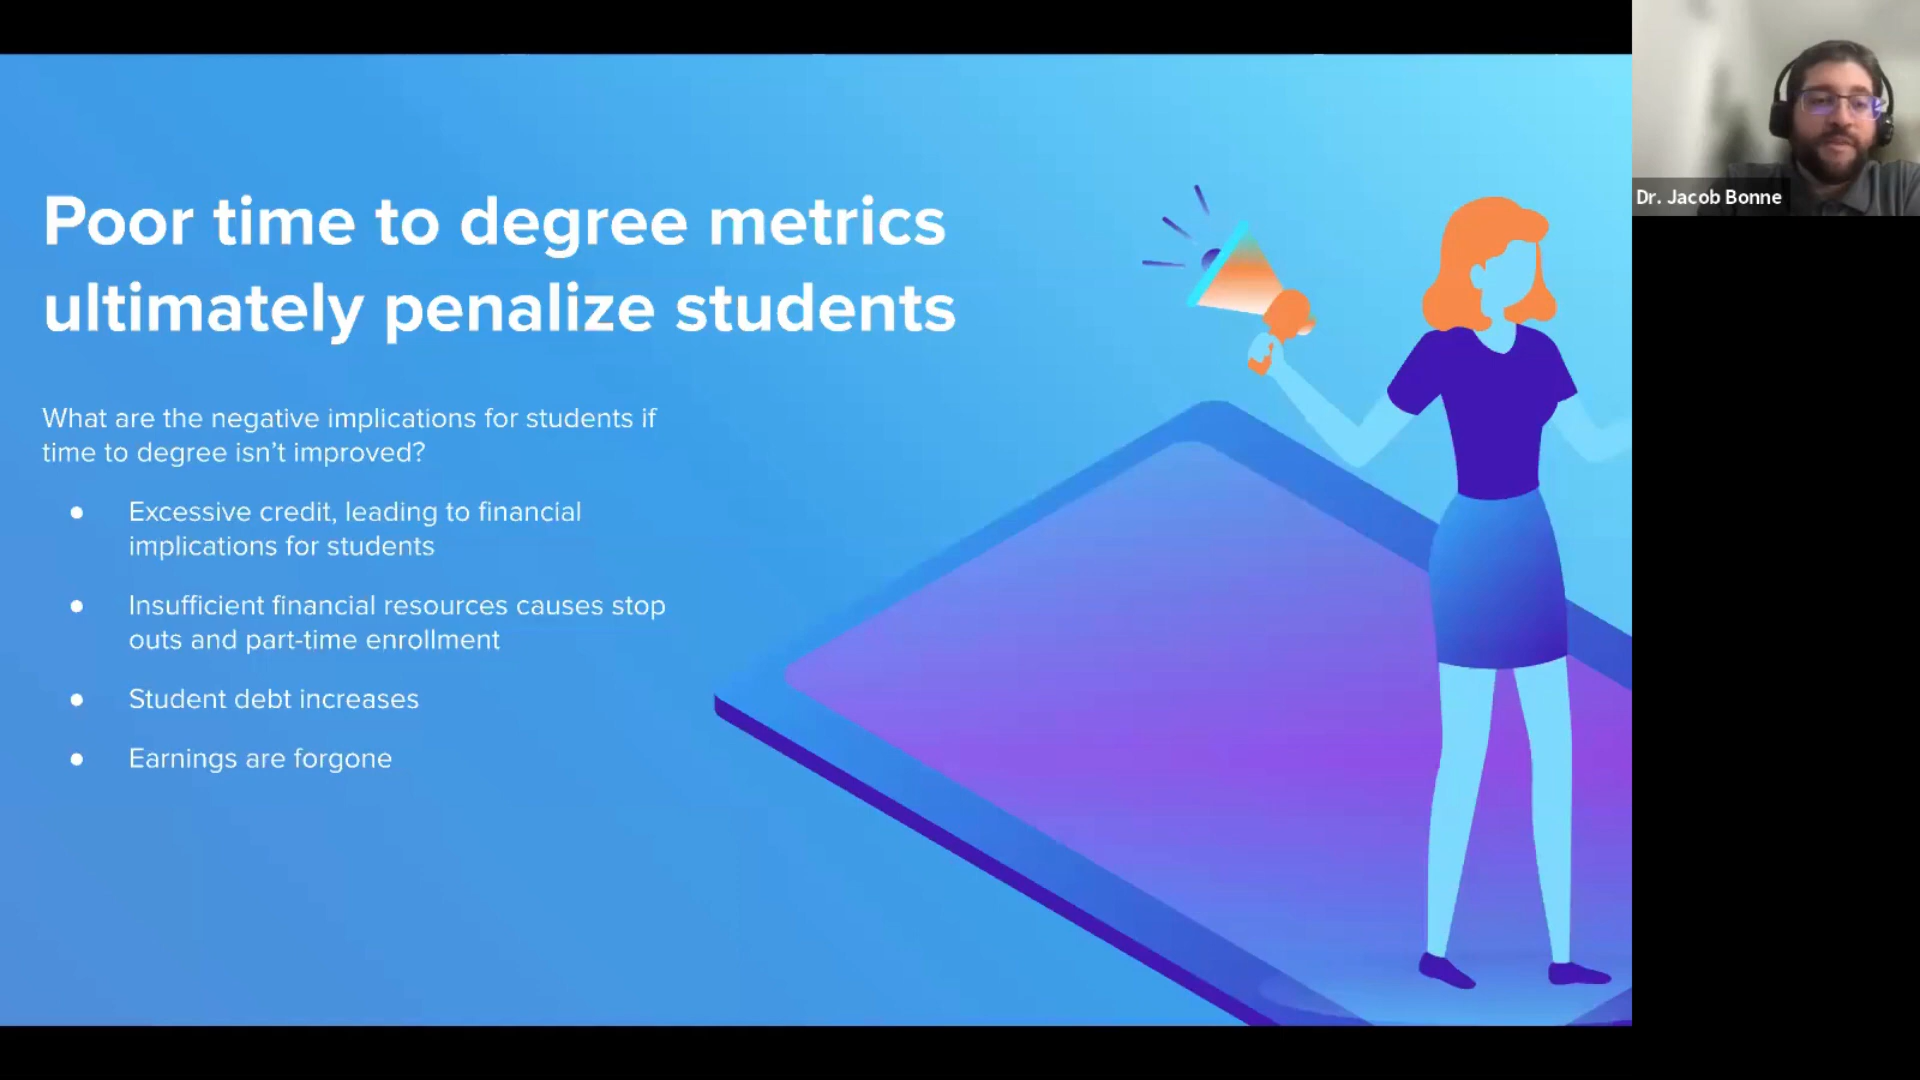 Poor time to degree metrics
ultimately penalize students
What are the negative implications for students if
time to degree isn't improved?
● Excessive credit, leading to financial
implications for students
● Insufficient financial resources causes stop
outs and part-time enrollment
● Student debt increases
● Earnings are forgone
Dr. Jacob Bonne